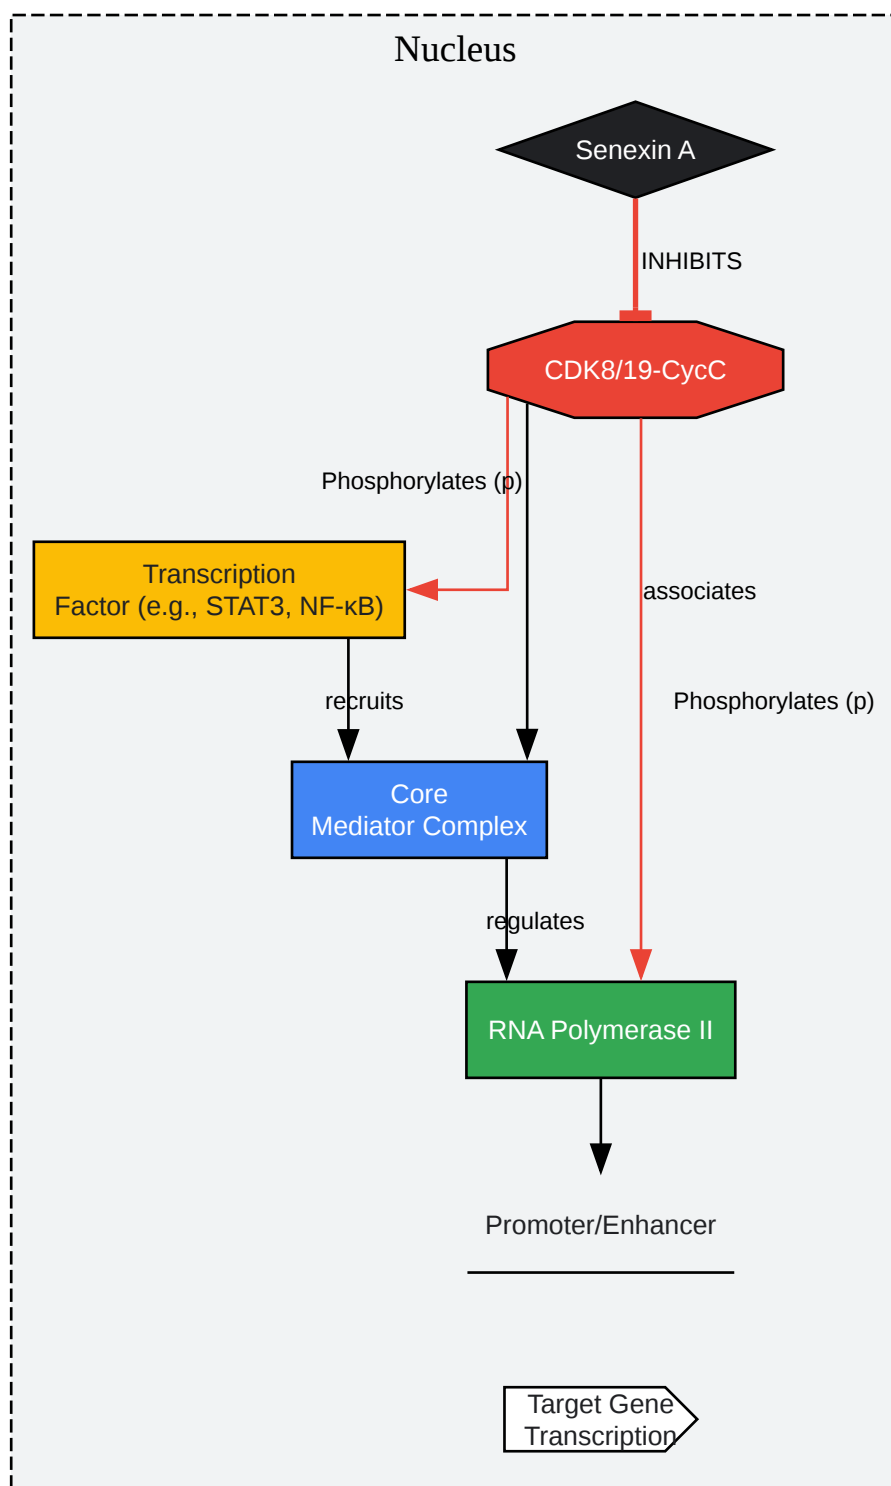 Nucleus
Senexin A
INHIBITS
CDK8/19-CycC
Phosphorylates (p)
Transcription
Factor (e.g., STAT3, NF-κB)
associates
recruits
Phosphorylates (p)
Core
Mediator Complex
regulates
RNA Polymerase II
Promoter/Enhancer
Target Gene
Transcription